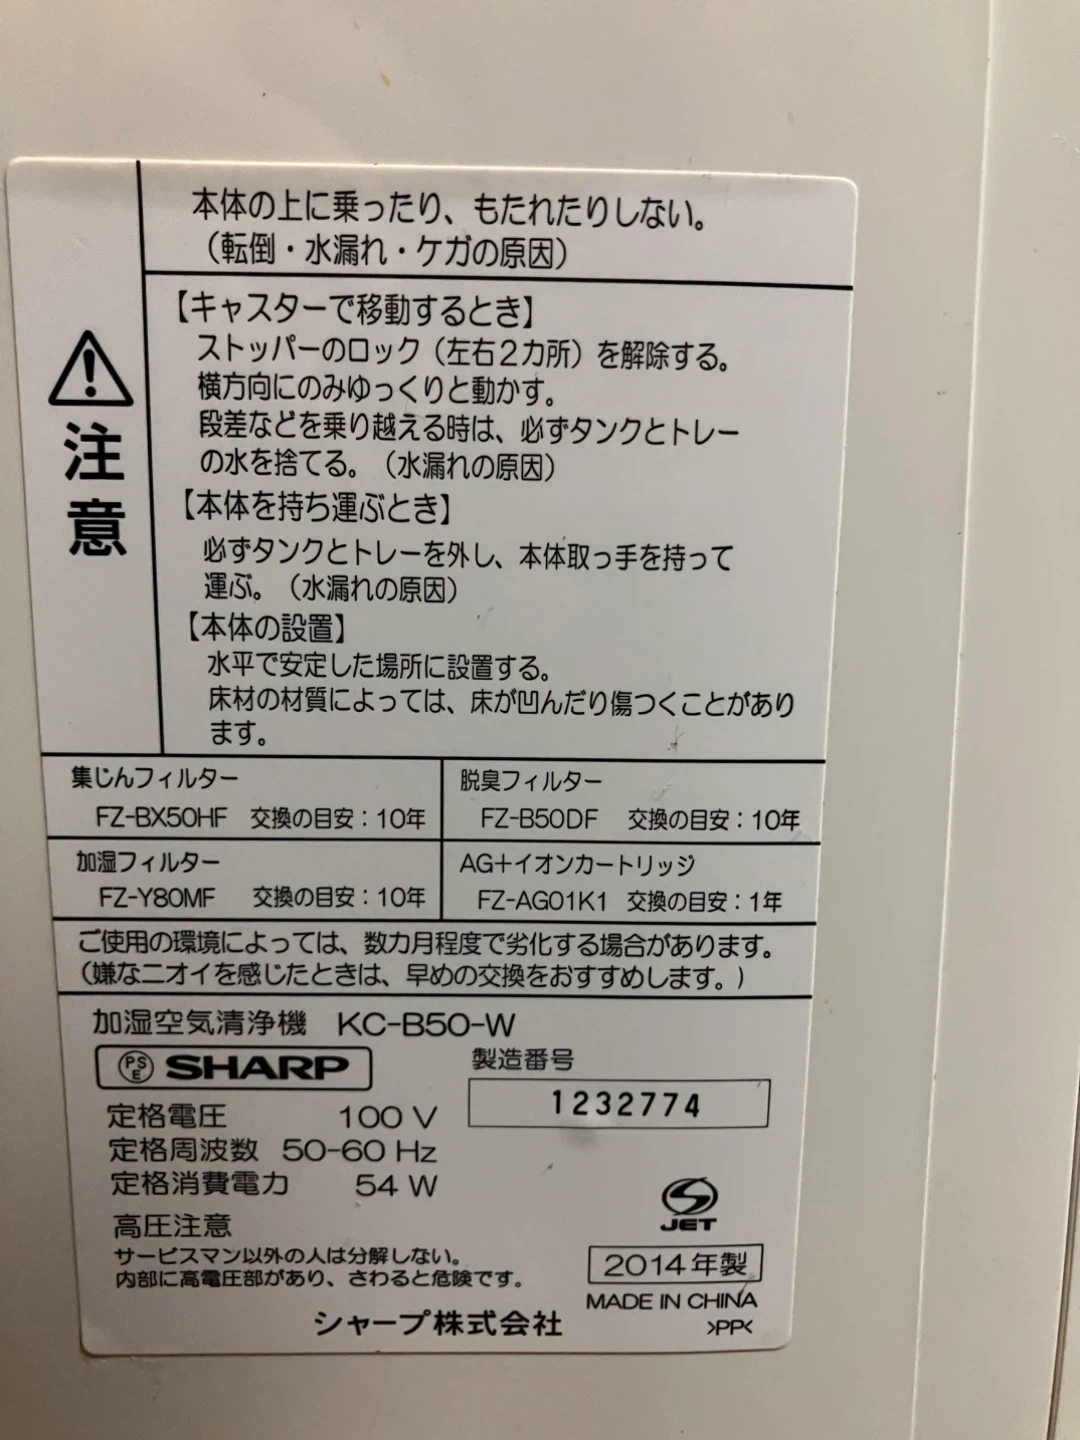 本体の上に乗ったり、もたれたりしない。
（転倒・水漏れ・ケガの原因）
注意
【キャスターで移動するとき】
ストッパーのロック（左右２カ所）を解除する。
横方向にのみゆっくりと動かす。
段差などを乗り越える時は、必ずタンクとトレー
の水を捨てる。（水漏れの原因）
【本体を持ち運ぶとき】
必ずタンクとトレーを外し、本体取っ手を持って
運ぶ。（水漏れの原因）
【本体の設置】
水平で安定した場所に設置する。
床材の材質によっては、床が凹んだり傷つくことがあり
ます。
集じんフィルター
FZ-BX50HF 交換の目安：10年
脱臭フィルター
FZ-B50DF 交換の目安：10年
加湿フィルター
FZ-Y80MF 交換の目安：10年
AG＋イオンカートリッジ
FZ-AG01K1 交換の目安：1年
ご使用の環境によっては、数カ月程度で劣化する場合があります。
（嫌なニオイを感じたときは、早めの交換をおすすめします。）
加湿空気清浄機 KC-B50-W
PSE SHARP
製造番号
1232774
定格電圧 100 V
定格周波数 50-60 Hz
定格消費電力 54 W
高圧注意
サービスマン以外の人は分解しない。
内部に高電圧部があり、さわると危険です。
シャープ株式会社
S
JET
2014年製
MADE IN CHINA
>PP<